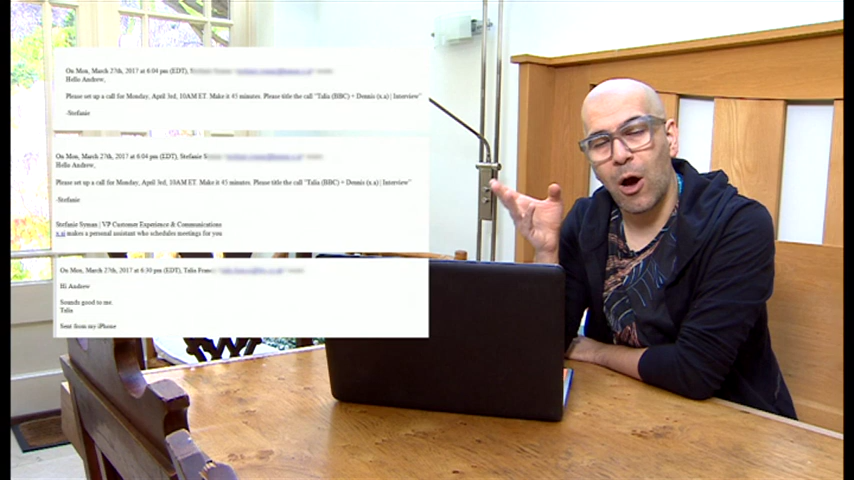 On Mon, March 27th, 2017 at 6:04 pm (EDT),
Hello Andrew,
Please set up a call for Monday, April 3rd, 10AM ET. Make it 45 minutes. Please title the call "Talia (BBC) + Dennis (x.a) | Interview"
-Stefanie
On Mon, March 27th, 2017 at 6:04 pm (EDT), Stefanie S
Hello Andrew,
Please set up a call for Monday, April 3rd, 10AM ET. Make it 45 minutes. Please title the call "Talia (BBC) + Dennis (x.a) | Interview"
-Stefanie
Stefanie Syman | VP Customer Experience & Communications
x.ai makes a personal assistant who schedules meetings for you
On Mon, March 27th, 2017 at 6:30 pm (EDT), Talia Franc
Hi Andrew
Sounds good to me.
Talia
Sent from my iPhone